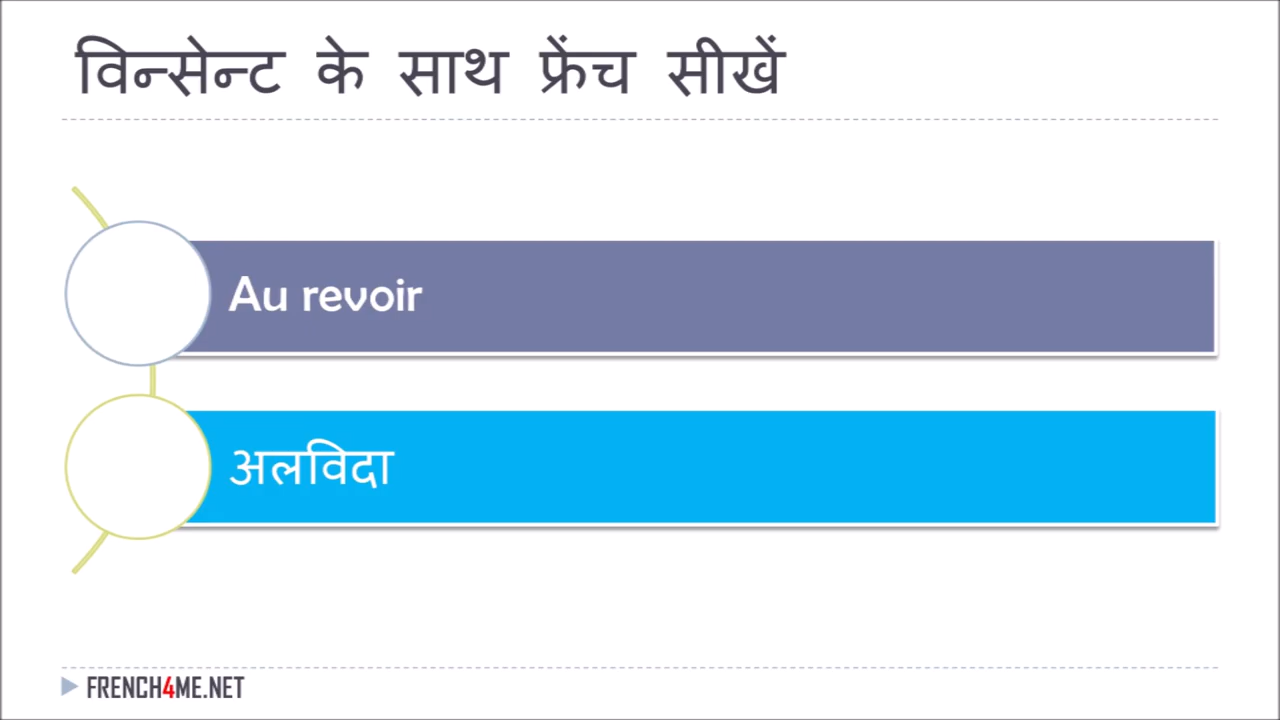 विन्सेन्ट के साथ फ्रेंच सीखें
Au revoir
अलविदा
FRENCH4ME.NET